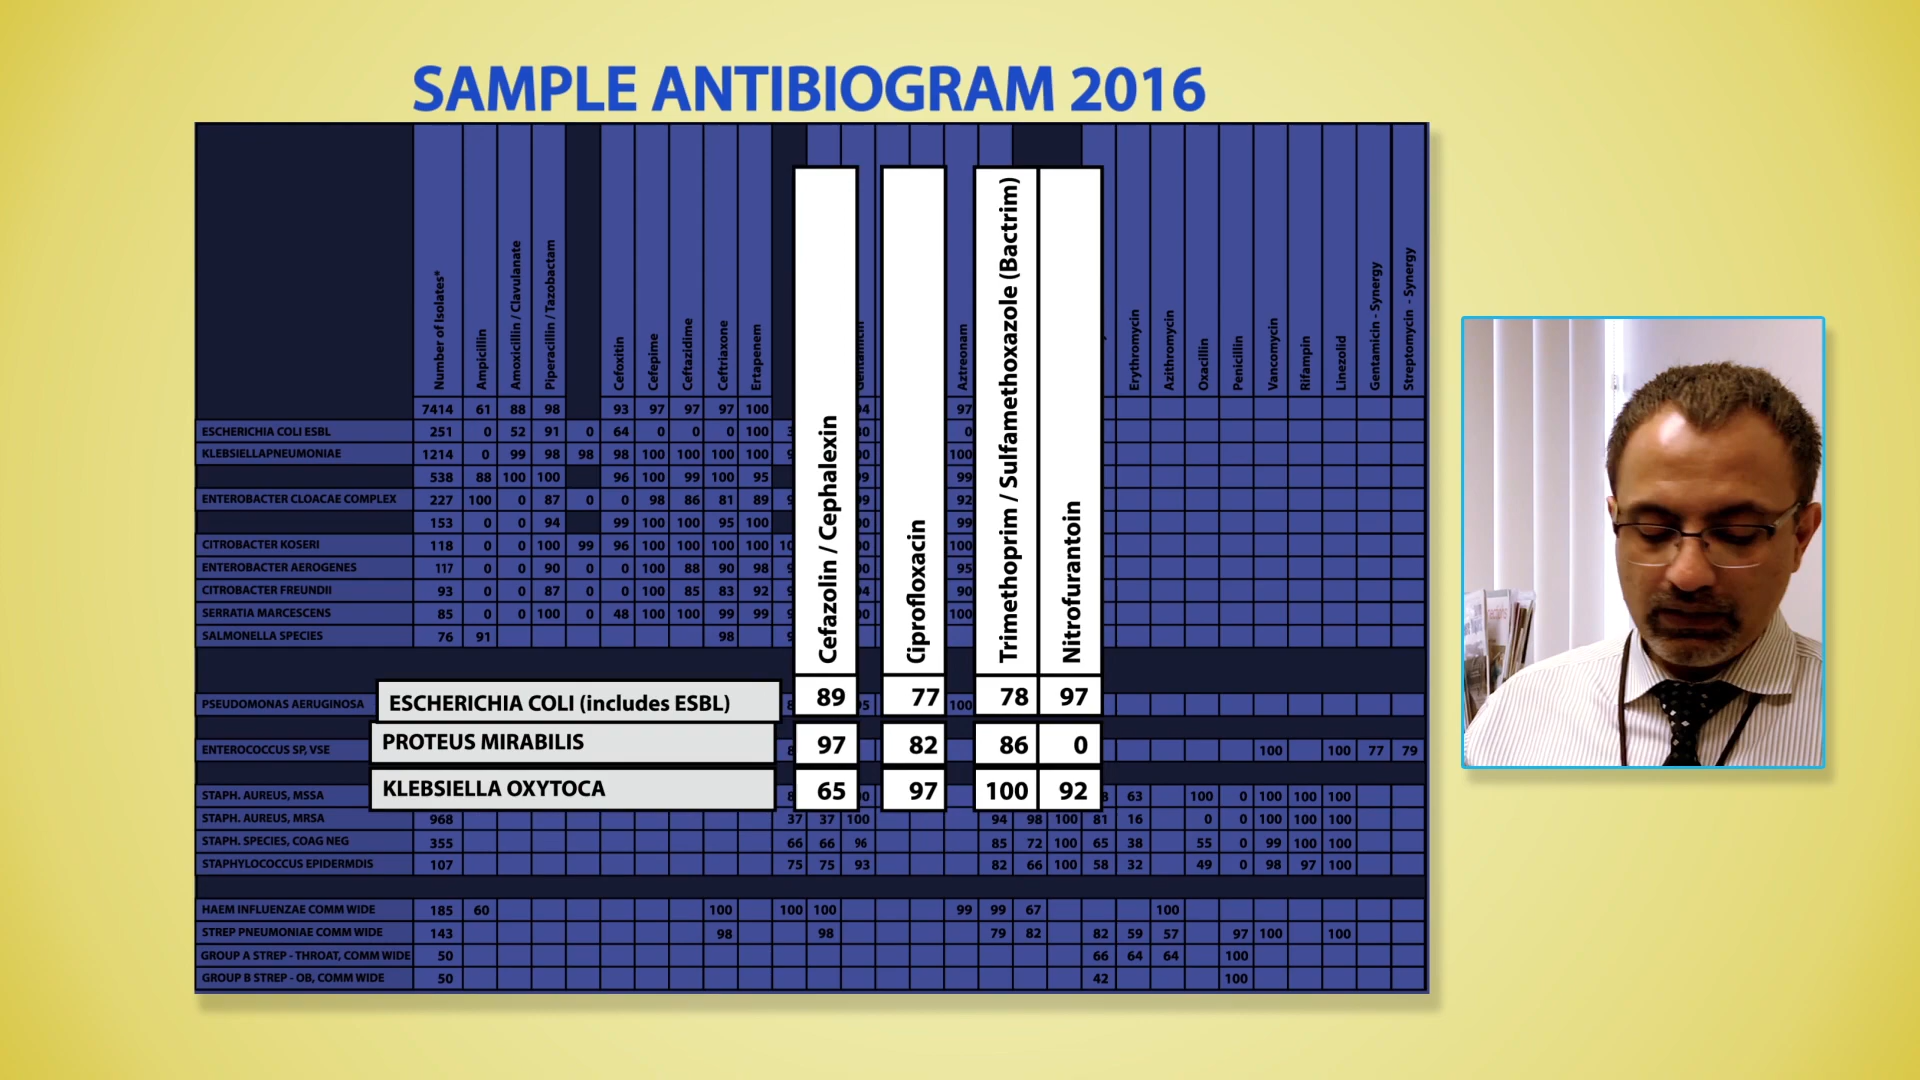 SAMPLE ANTIBIOGRAM 2016
Number of Isolates*
Ampicillin
Amoxicillin / Clavulanate
Piperacillin / Tazobactam
Cefoxitin
Cefepime
Ceftazidime
Ceftriaxone
Ertapenem
Cefazolin / Cephalexin
Ciprofloxacin
Aztreonam
Trimethoprim / Sulfamethoxazole (Bactrim)
Nitrofurantoin
Erythromycin
Azithromycin
Oxacillin
Penicillin
Vancomycin
Rifampin
Linezolid
Gentamicin - Synergy
Streptomycin - Synergy
7414 61 88 98 93 97 97 97 100 97
ESCHERICHIA COLI ESBL 251 0 52 91 0 64 0 0 0 100 0
KLEBSIELLAPNEUMONIAE 1214 0 99 98 98 98 100 100 100 100 100
538 88 100 100 96 100 99 100 95 99
ENTEROBACTER CLOACAE COMPLEX 227 100 0 87 0 0 98 86 81 89 92
153 0 0 94 99 100 100 95 100 99
CITROBACTER KOSERI 118 0 0 100 99 96 100 100 100 100 100
ENTEROBACTER AEROGENES 117 0 0 90 0 0 100 88 90 98 95
CITROBACTER FREUNDII 93 0 0 87 0 0 100 85 83 92 90
SERRATIA MARCESCENS 85 0 0 100 0 48 100 100 99 99 100
SALMONELLA SPECIES 76 91 98
ESCHERICHIA COLI (includes ESBL) 89 77 78 97
PSEUDOMONAS AERUGINOSA 100
PROTEUS MIRABILIS 97 82 86 0
ENTEROCOCCUS SP, VSE 100 100 77 79
KLEBSIELLA OXYTOCA 65 97 100 92
STAPH. AUREUS, MSSA 63 100 0 100 100 100
STAPH. AUREUS, MRSA 968 37 37 100 94 98 100 81 16 0 0 100 100 100
STAPH. SPECIES, COAG NEG 355 66 66 96 85 72 100 65 38 55 0 99 100 100
STAPHYLOCOCCUS EPIDERMDIS 107 75 75 93 82 66 100 58 32 49 0 98 97 100
HAEM INFLUENZAE COMM WIDE 185 60 100 100 100 99 99 67 100
STREP PNEUMONIAE COMM WIDE 143 98 98 79 82 82 59 57 97 100 100
GROUP A STREP - THROAT, COMM WIDE 50 66 64 64 100
GROUP B STREP - OB, COMM WIDE 50 42 100